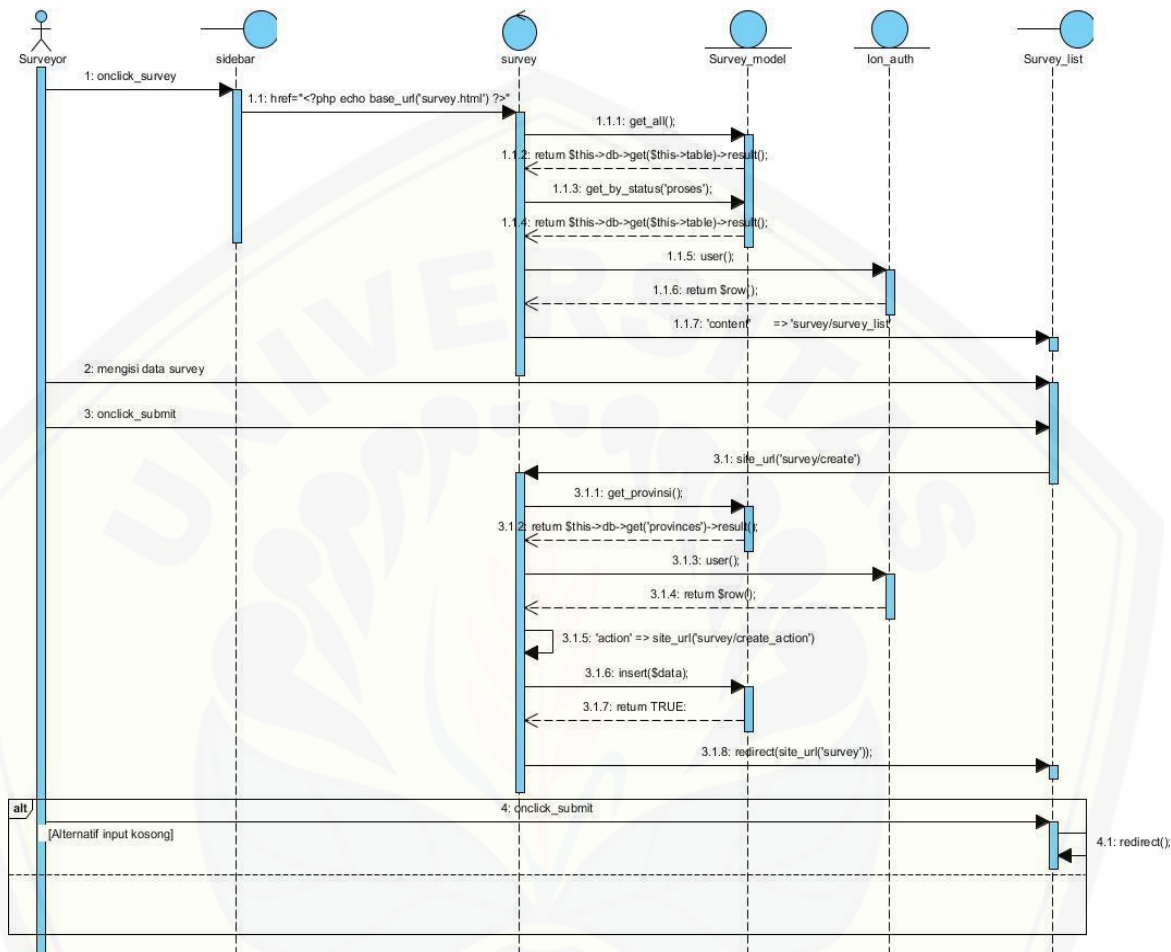 Surveyor
sidebar
survey
Survey_model
Ion_auth
Survey_list
1: onclick_survey
1.1: href="<?php echo base_url('survey.html') ?>"
1.1.1: get_all();
1.1.2: return $this->db->get($this->table)->result();
1.1.3: get_by_status('proses');
1.1.4: return $this->db->get($this->table)->result();
1.1.5: user();
1.1.6: return $row();
1.1.7: 'content' => 'survey/survey_list'
2: mengisi data survey
3: onclick_submit
3.1: site_url('survey/create')
3.1.1: get_provinsi();
3.1.2: return $this->db->get('provinces')->result();
3.1.3: user();
3.1.4: return $row();
3.1.5: 'action' => site_url('survey/create_action')
3.1.6: insert($data);
3.1.7: return TRUE:
3.1.8: redirect(site_url('survey'));
alt
4: onclick_submit
[Alternatif input kosong]
4.1: redirect();
UNIVERSITAS